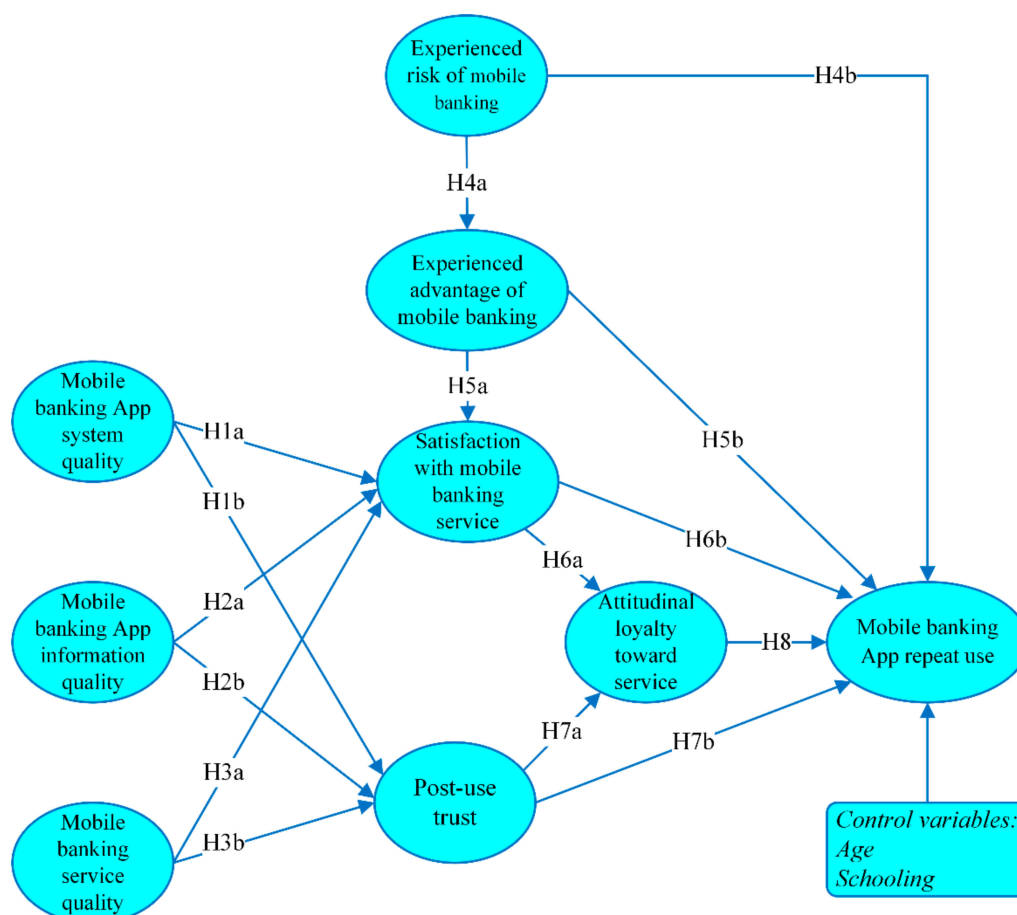 Experienced
risk of mobile
banking
H4b
H4a
Experienced
advantage of
mobile banking
H5a
H5b
Mobile
banking App
system
quality
H1a
H1b
Satisfaction
with mobile
banking
service
H6b
H6a
Mobile
banking App
information
quality
H2a
H2b
Attitudinal
loyalty
toward
service
H8
Mobile banking
App repeat use
H7a
H7b
H3a
H3b
Post-use
trust
Mobile
banking
service
quality
Control variables:
Age
Schooling